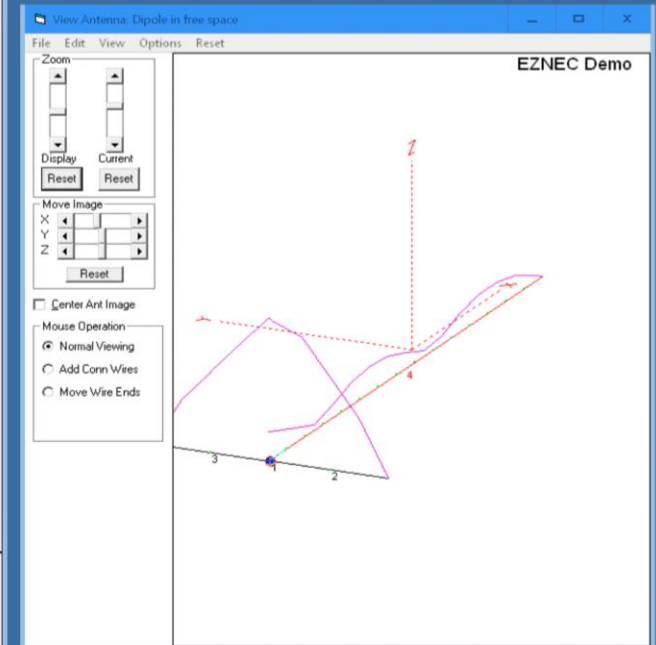 View Antenna: Dipole in free space
File Edit View Options Reset
EZNEC Demo
Zoom
Display Current
Reset Reset
Move Image
X
Y
Z
Reset
Center Ant Image
Mouse Operation
Normal Viewing
Add Conn Wires
Move Wire Ends
Z
4
3
1
2